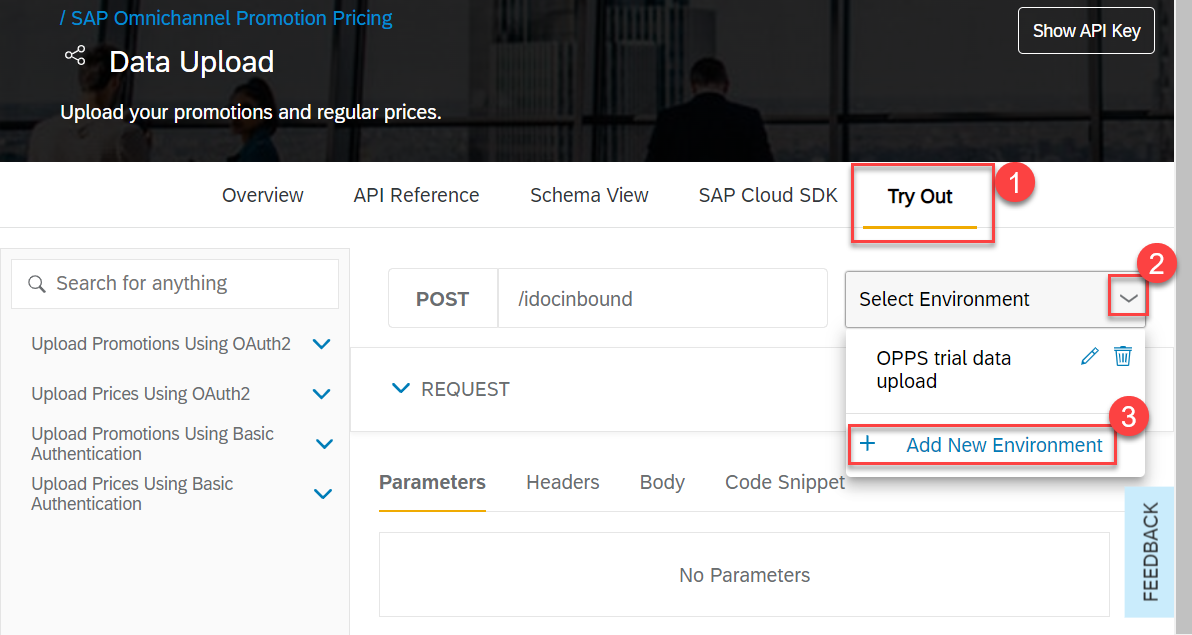 / SAP Omnichannel Promotion Pricing
Show API Key
Data Upload
Upload your promotions and regular prices.
Overview
API Reference
Schema View
SAP Cloud SDK
Try Out
1
2
Search for anything
POST
/idocinbound
Select Environment
Upload Promotions Using OAuth2
Upload Prices Using OAuth2
Upload Promotions Using Basic
Authentication
Upload Prices Using Basic
Authentication
OPPS trial data
upload
REQUEST
3
+ Add New Environment
Parameters
Headers
Body
Code Snippet
No Parameters
FEEDBACK